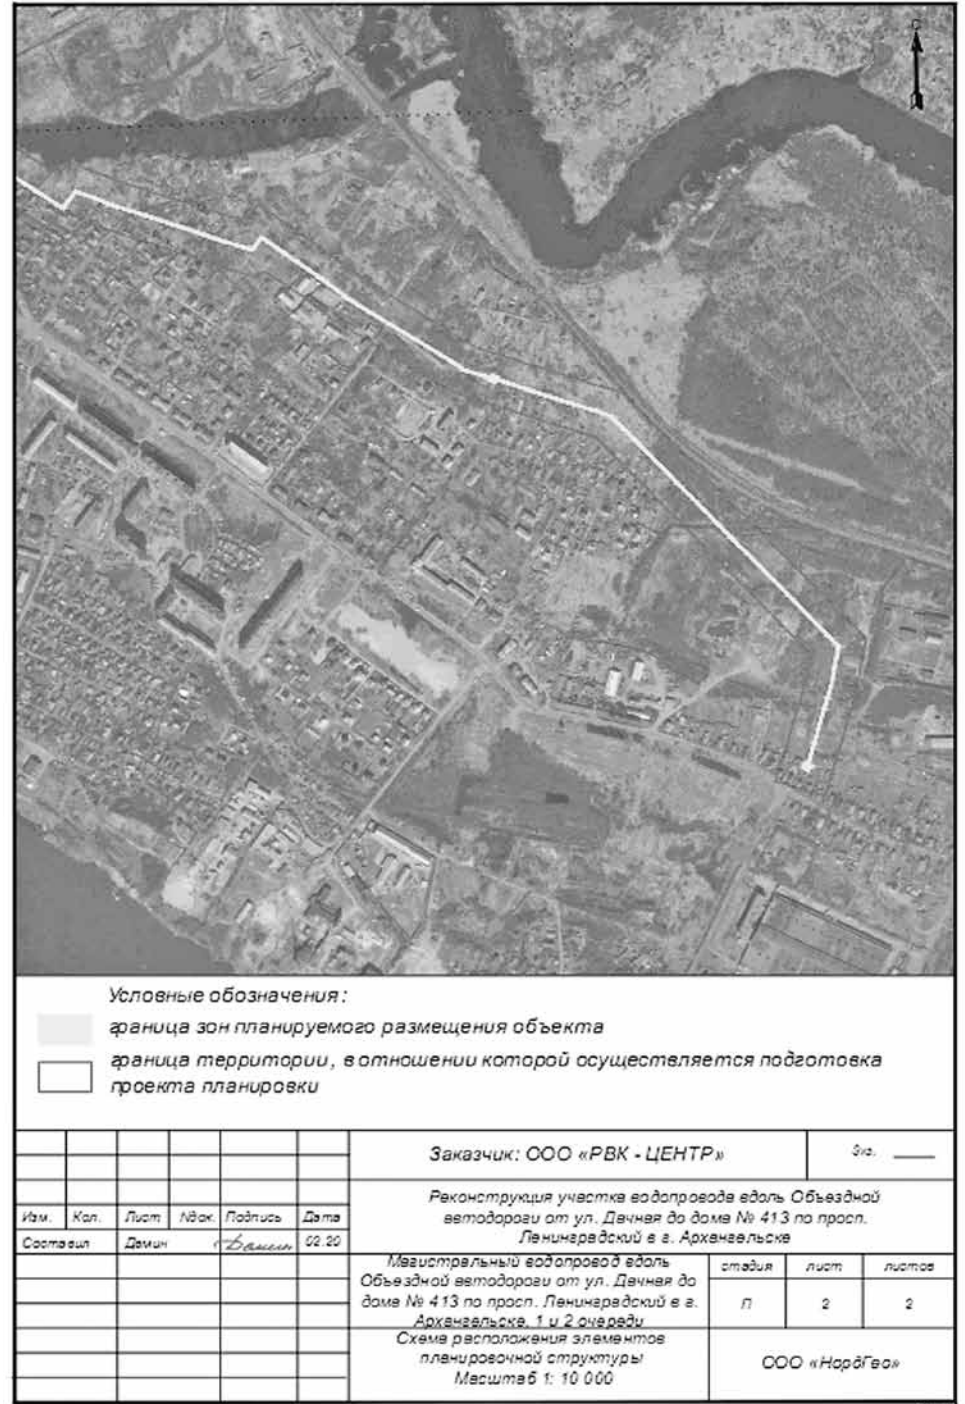 С
Условные обозначения:
граница зон планируемого размещения объекта
граница территории, в отношении которой осуществляется подготовка
проекта планировки
Заказчик: ООО «РВК - ЦЕНТР»
Экз.
Реконструкция участка водопровода вдоль Объездной
автодороги от ул. Дачная до дома № 413 по просп.
Ленинградский в г. Архангельске
Изм. Кол. Лист №док. Подпись Дата
Составил Демин 02.20
Магистральный водопровод вдоль
Объездной автодороги от ул. Дачная до
дома № 413 по просп. Ленинградский в г.
Архангельске, 1 и 2 очереди
стадия лист листов
П 2 2
Схема расположения элементов
планировочной структуры
Масштаб 1: 10 000
ООО «НордГео»